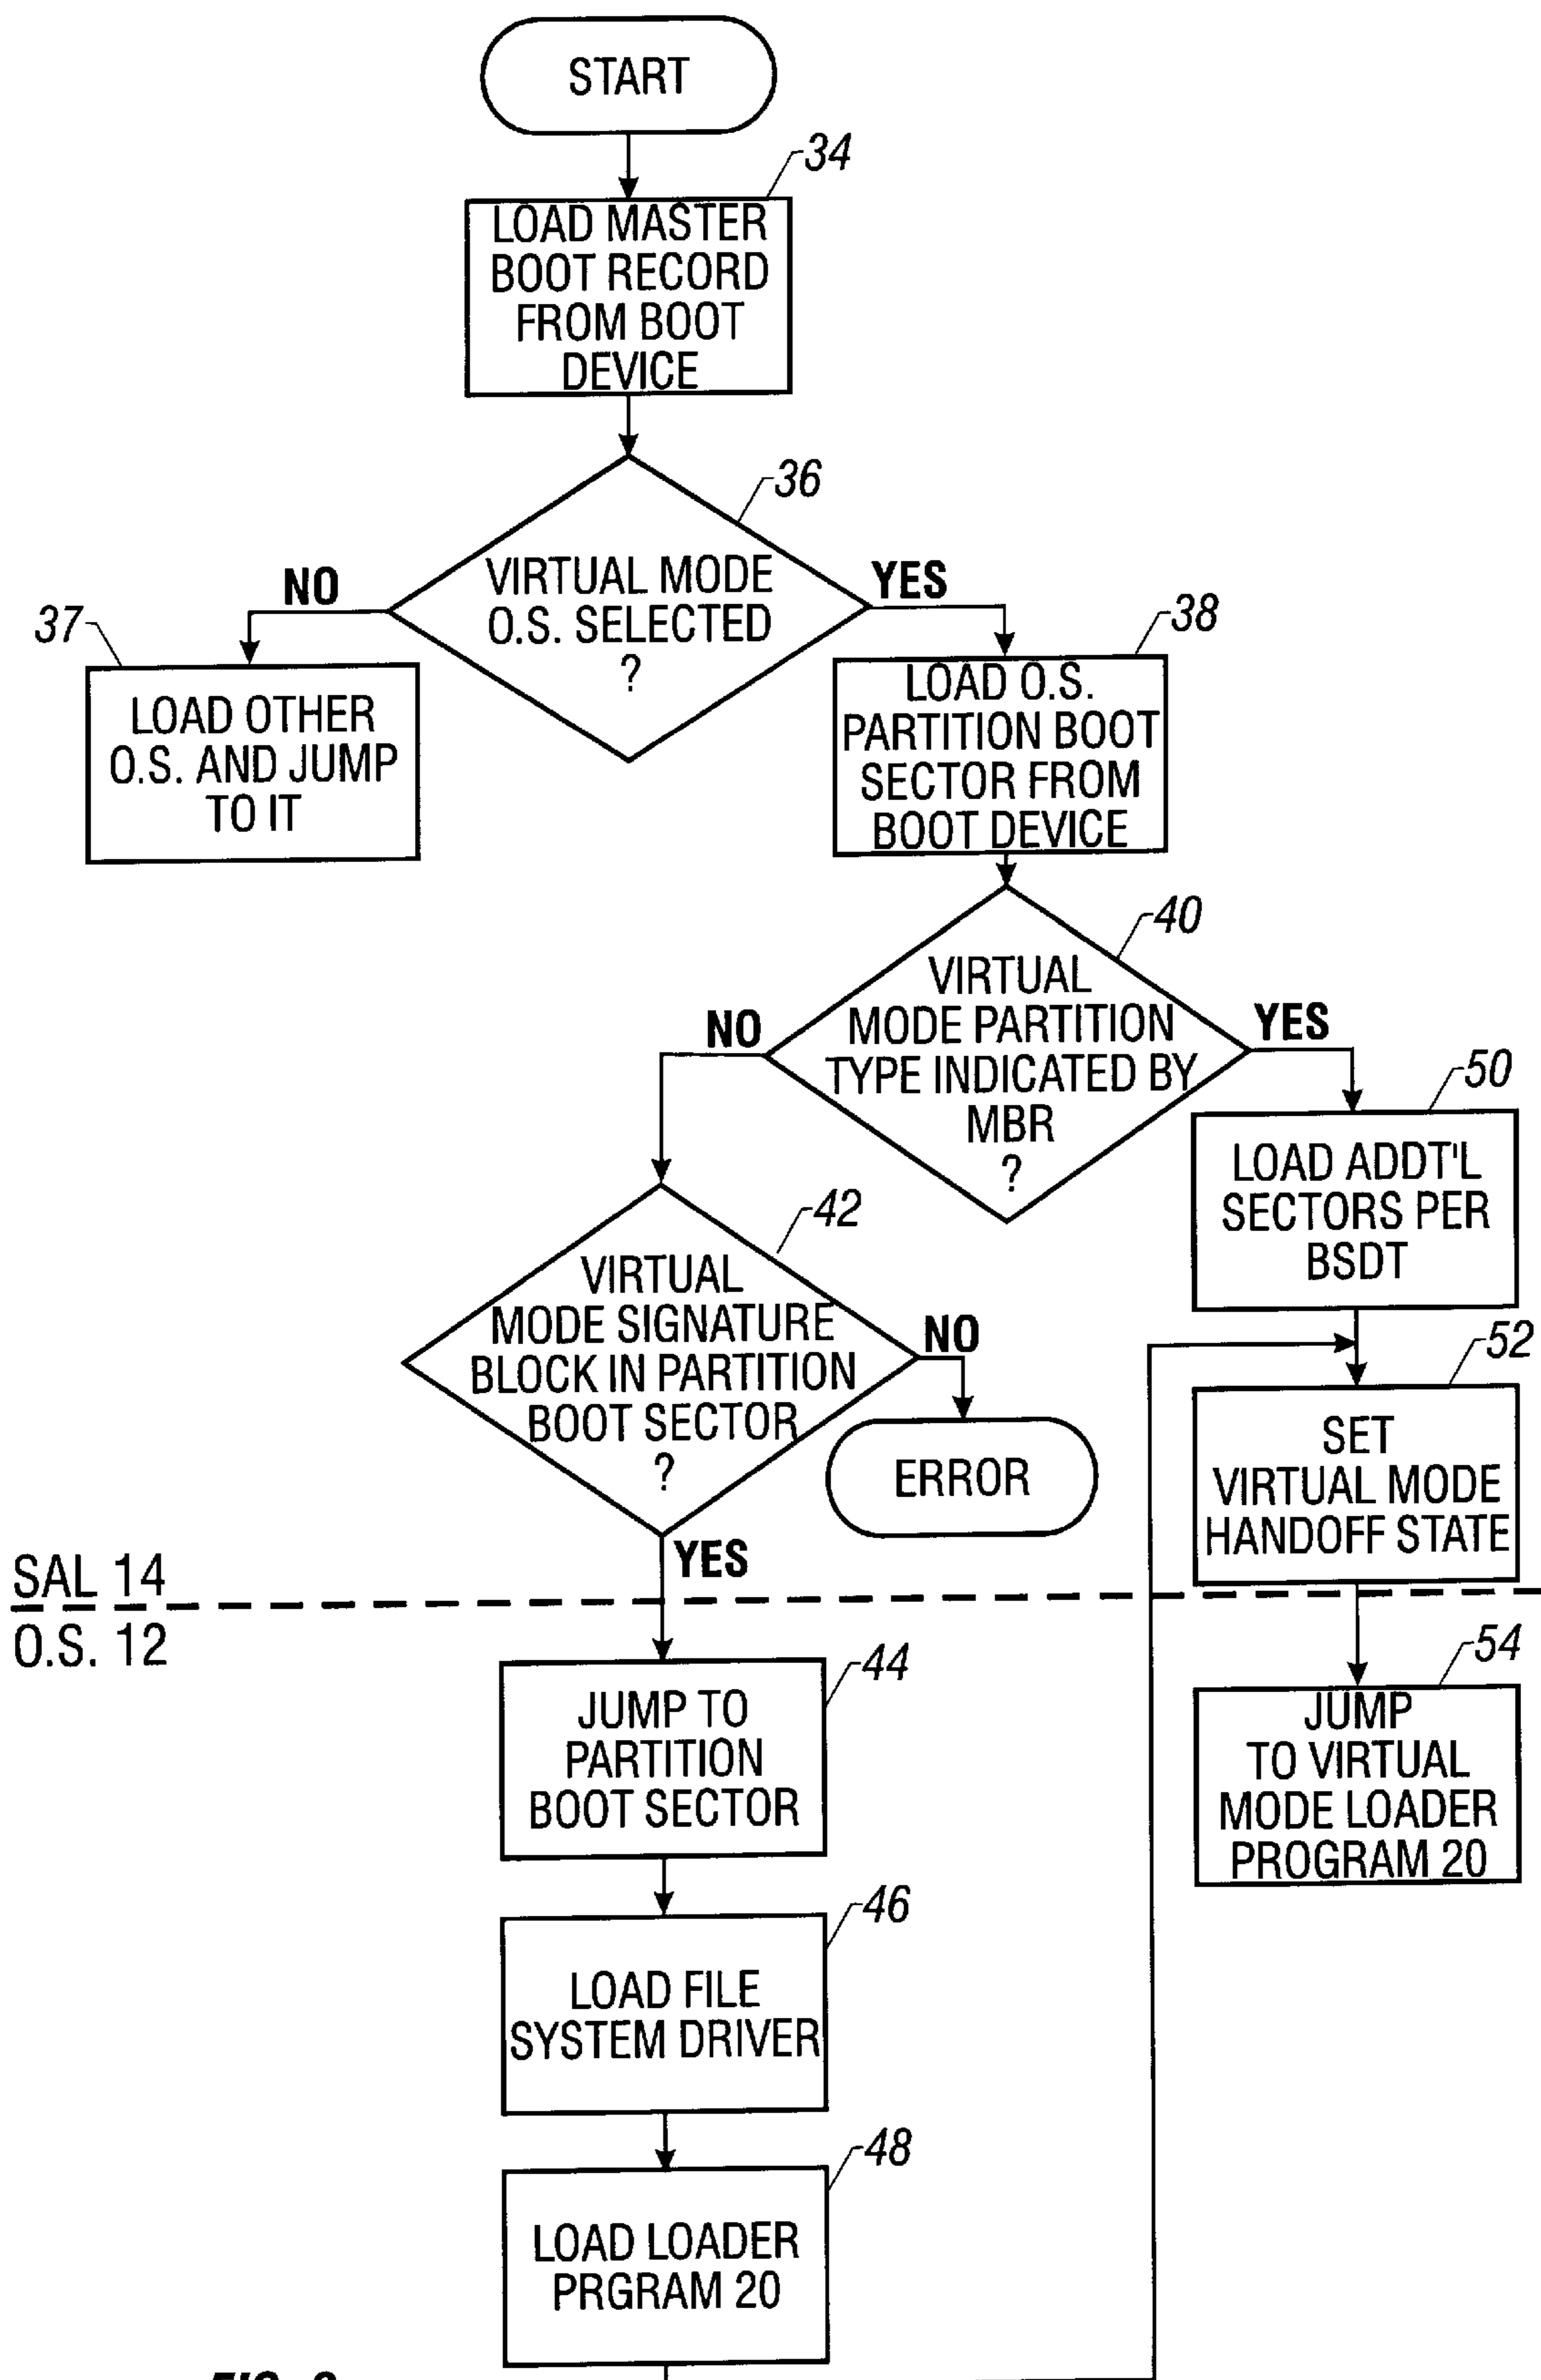 START
34
LOAD MASTER
BOOT RECORD
FROM BOOT
DEVICE
36
VIRTUAL MODE
O.S. SELECTED
?
NO
YES
37
LOAD OTHER
O.S. AND JUMP
TO IT
38
LOAD O.S.
PARTITION BOOT
SECTOR FROM
BOOT DEVICE
40
VIRTUAL
MODE PARTITION
TYPE INDICATED BY
MBR
?
NO
YES
50
LOAD ADDT'L
SECTORS PER
BSDT
42
VIRTUAL
MODE SIGNATURE
BLOCK IN PARTITION
BOOT SECTOR
?
NO
ERROR
YES
52
SET
VIRTUAL MODE
HANDOFF STATE
SAL 14
O.S. 12
44
JUMP TO
PARTITION
BOOT SECTOR
54
JUMP
TO VIRTUAL
MODE LOADER
PROGRAM 20
46
LOAD FILE
SYSTEM DRIVER
48
LOAD LOADER
PRGRAM 20